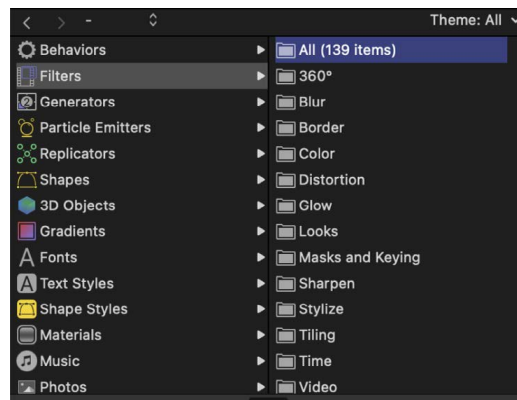 Theme: All
Behaviors
Filters
Generators
Particle Emitters
Replicators
Shapes
3D Objects
Gradients
Fonts
Text Styles
Shape Styles
Materials
Music
Photos
All (139 items)
360°
Blur
Border
Color
Distortion
Glow
Looks
Masks and Keying
Sharpen
Stylize
Tiling
Time
Video